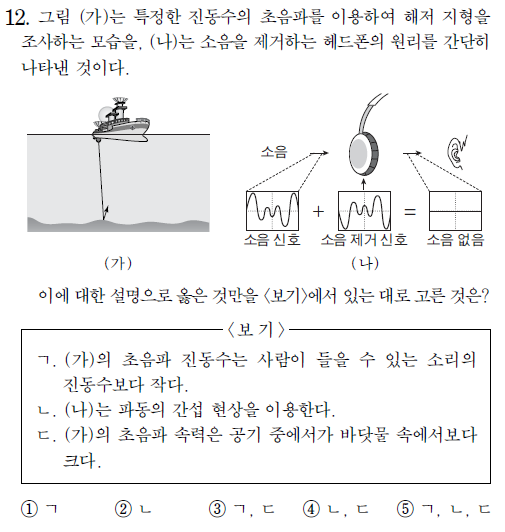 12. 그림 (가)는 특정한 진동수의 초음파를 이용하여 해저 지형을
조사하는 모습을, (나)는 소음을 제거하는 헤드폰의 원리를 간단히
나타낸 것이다.
소음
+ =
소음 신호 소음 제거 신호 소음 없음
(가) (나)
이에 대한 설명으로 옳은 것만을 〈보기〉에서 있는 대로 고른 것은?
〈보 기〉
ㄱ. (가)의 초음파 진동수는 사람이 들을 수 있는 소리의
진동수보다 작다.
ㄴ. (나)는 파동의 간섭 현상을 이용한다.
ㄷ. (가)의 초음파 속력은 공기 중에서가 바닷물 속에서보다
크다.
① ㄱ ② ㄴ ③ ㄱ, ㄷ ④ ㄴ, ㄷ ⑤ ㄱ, ㄴ, ㄷ